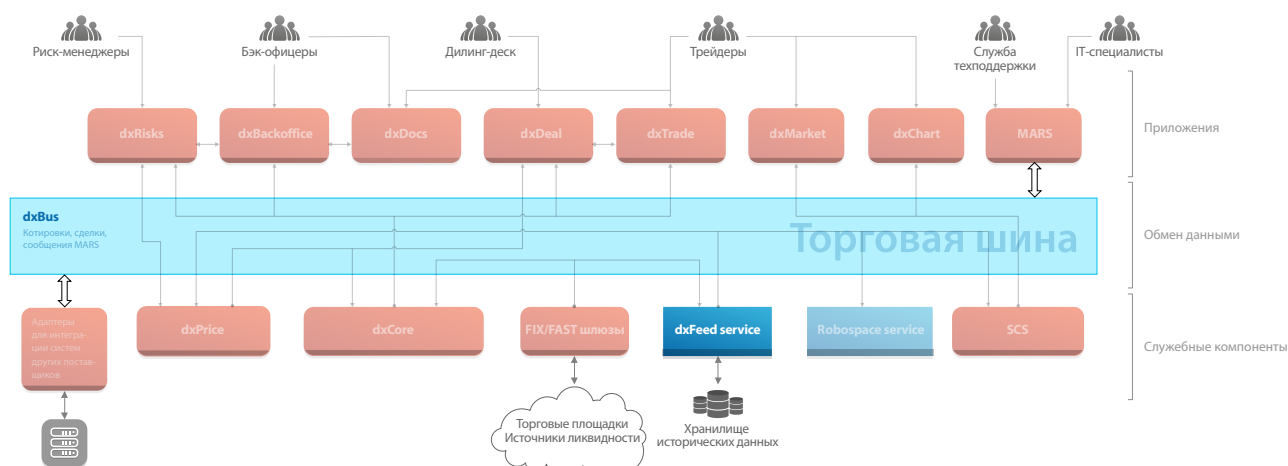 Риск-менеджеры
Бэк-офицеры
Дилинг-деск
Трейдеры
Служба
техподдержки
IT-специалисты
dxRisks
dxBackoffice
dxDocs
dxDeal
dxTrade
dxMarket
dxChart
MARS
Приложения
dxBus
Котировки, сделки,
сообщения MARS
Торговая шина
Обмен данными
Адаптеры
для интегра-
ции систем
других постав-
щиков
dxPrice
dxCore
FIX/FAST шлюзы
dxFeed service
Robospace service
SCS
Служебные компоненты
Торговые площадки
Источники ликвидности
Хранилище
исторических данных